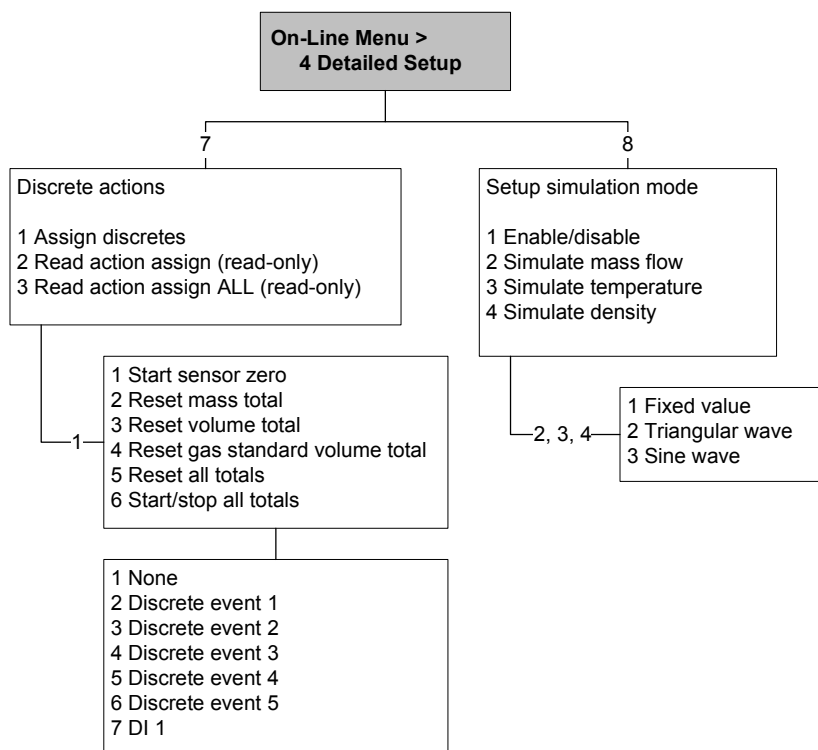 On-Line Menu >
4 Detailed Setup
7
8
Discrete actions
1 Assign discretes
2 Read action assign (read-only)
3 Read action assign ALL (read-only)
Setup simulation mode
1 Enable/disable
2 Simulate mass flow
3 Simulate temperature
4 Simulate density
1
1 Start sensor zero
2 Reset mass total
3 Reset volume total
4 Reset gas standard volume total
5 Reset all totals
6 Start/stop all totals
2, 3, 4
1 Fixed value
2 Triangular wave
3 Sine wave
1 None
2 Discrete event 1
3 Discrete event 2
4 Discrete event 3
5 Discrete event 4
6 Discrete event 5
7 DI 1